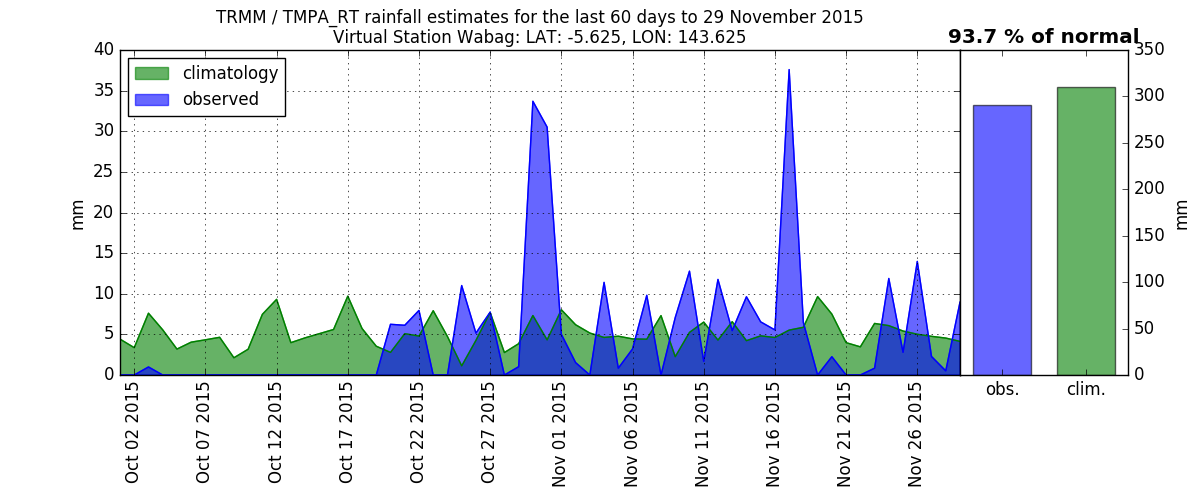 TRMM / TMPA_RT rainfall estimates for the last 60 days to 29 November 2015
Virtual Station Wabag: LAT: -5.625, LON: 143.625
93.7 % of normal
climatology
observed
40
35
30
25
20
15
10
5
0
mm
350
300
250
200
150
100
50
0
mm
Oct 02 2015
Oct 07 2015
Oct 12 2015
Oct 17 2015
Oct 22 2015
Oct 27 2015
Nov 01 2015
Nov 06 2015
Nov 11 2015
Nov 16 2015
Nov 21 2015
Nov 26 2015
obs.
clim.